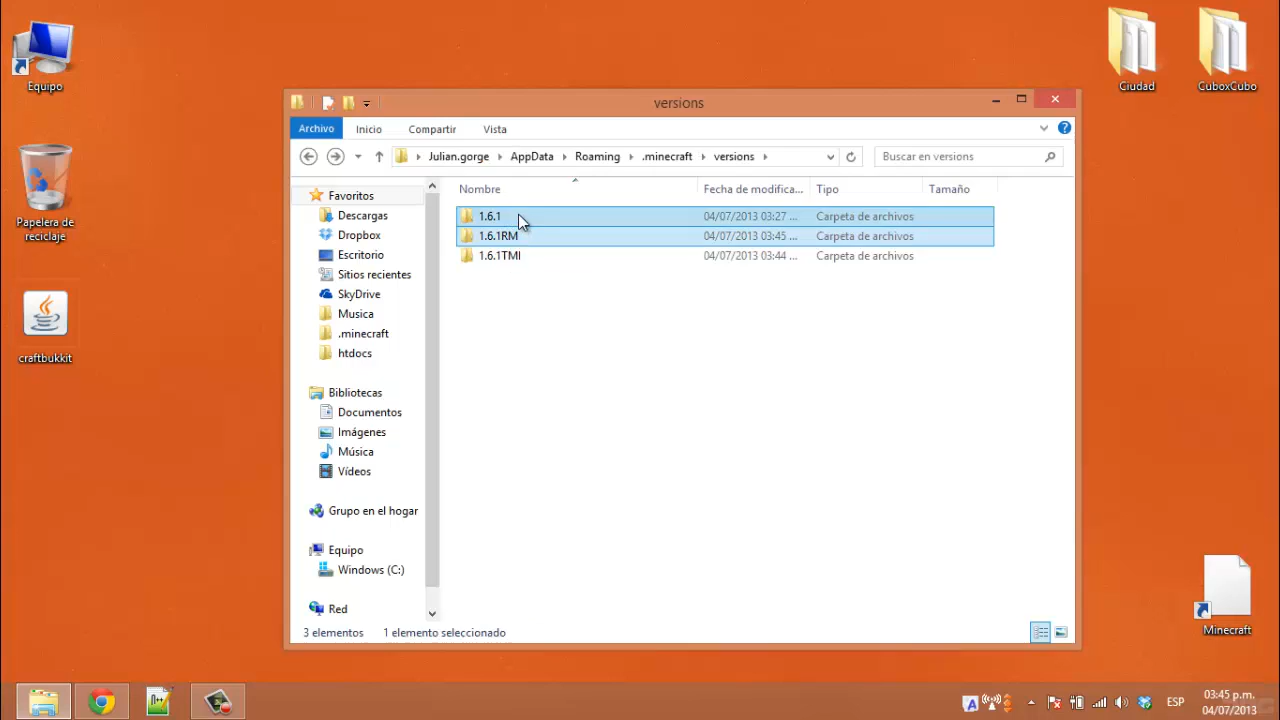 Equipo
Papelera de
reciclaje
craftbukkit
Ciudad
CuboxCubo
Minecraft
versions
Archivo
Inicio
Compartir
Vista
Julian.gorge
AppData
Roaming
.minecraft
versions
Buscar en versions
Nombre
Fecha de modifica...
Tipo
Tamaño
1.6.1
04/07/2013 03:27 ...
Carpeta de archivos
1.6.1RM
04/07/2013 03:45 ...
Carpeta de archivos
1.6.1TMI
04/07/2013 03:44 ...
Carpeta de archivos
Favoritos
Descargas
Dropbox
Escritorio
Sitios recientes
SkyDrive
Musica
.minecraft
htdocs
Bibliotecas
Documentos
Imágenes
Música
Vídeos
Grupo en el hogar
Equipo
Windows (C:)
Red
3 elementos
1 elemento seleccionado
ESP
03:45 p.m.
04/07/2013